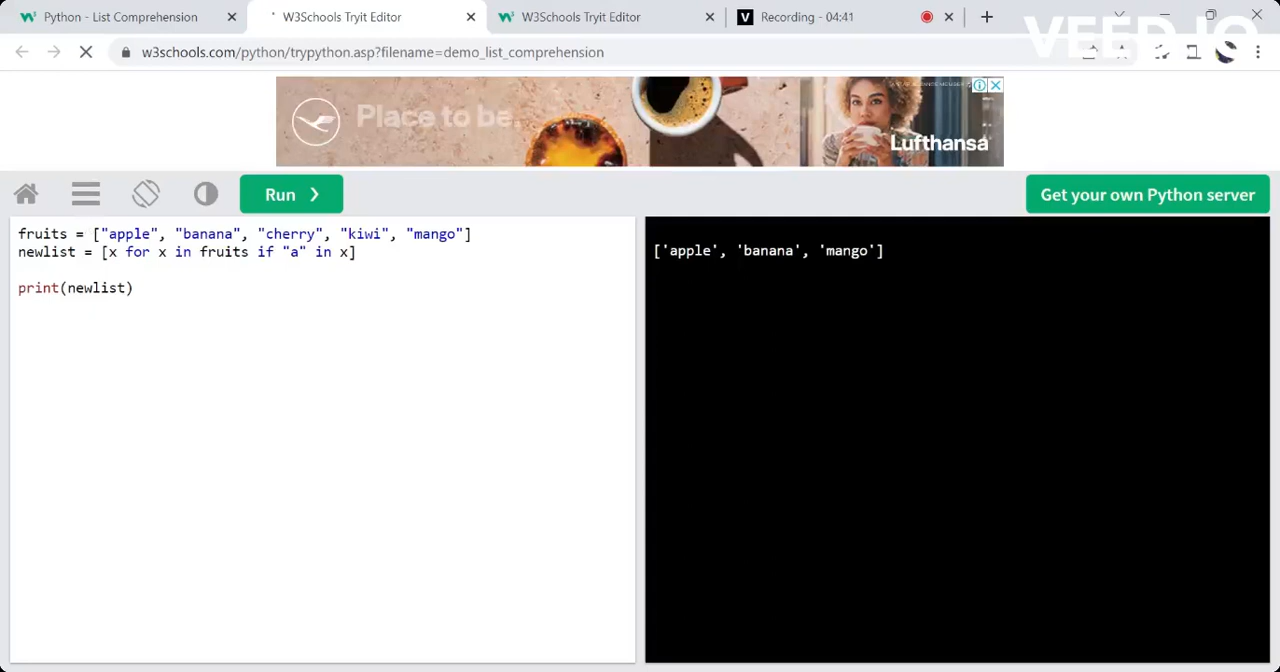 Python - List Comprehension
W3Schools Tryit Editor
W3Schools Tryit Editor
V
Recording - 04:41
VEED.IO
w3schools.com/python/trypython.asp?filename=demo_list_comprehension
Place to be.
Lufthansa
Run ❯
Get your own Python server
fruits = ["apple", "banana", "cherry", "kiwi", "mango"]
newlist = [x for x in fruits if "a" in x]
print(newlist)
['apple', 'banana', 'mango']